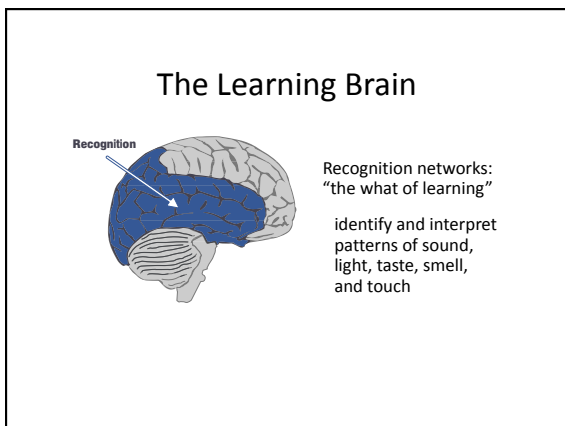 The Learning Brain
Recognition
Recognition networks:
“the what of learning”
identify and interpret
patterns of sound,
light, taste, smell,
and touch